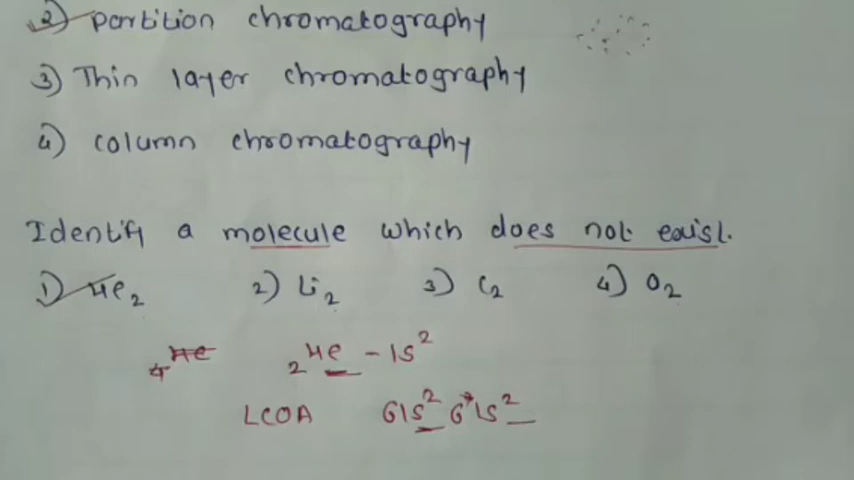 2) partition chromatography
3) Thin layer chromatography
4) column chromatography
Identify a molecule which does not exist.
1) He2 2) Li2 3) C2 4) O2
4He 2He - 1s2
LCOA σ1s2 σ*1s2